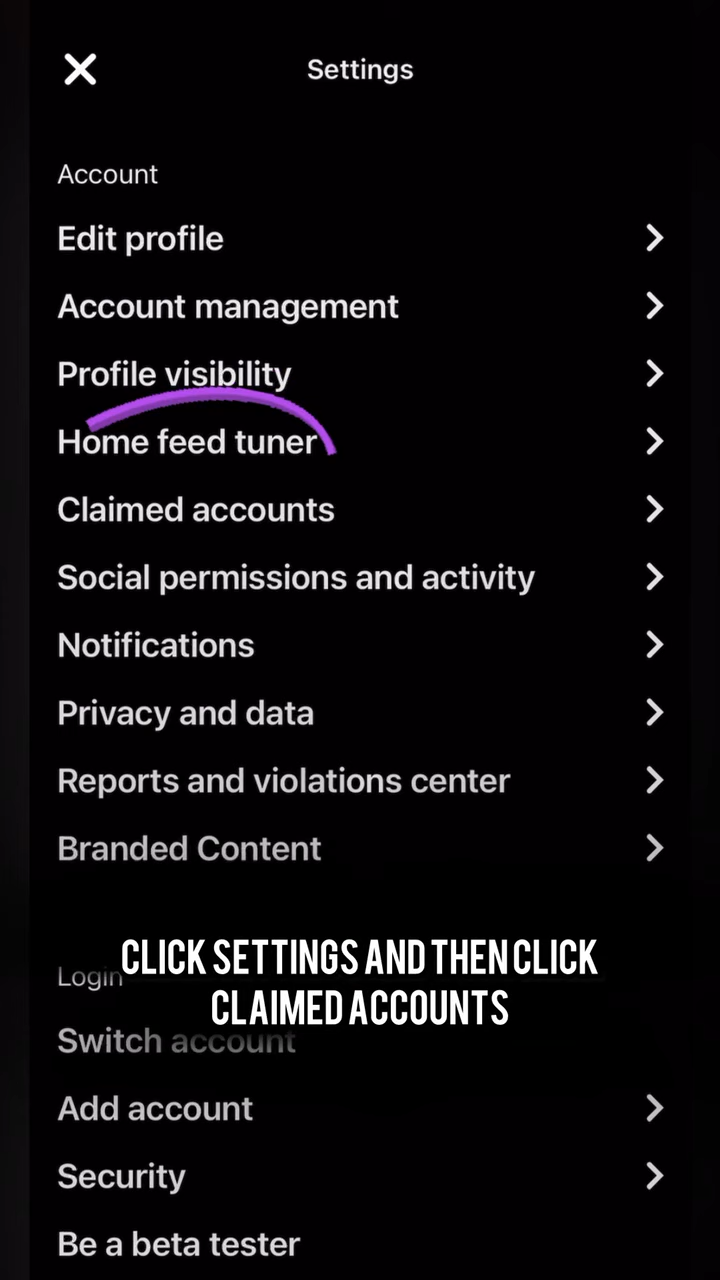 Settings
Account
Edit profile
Account management
Profile visibility
Home feed tuner
Claimed accounts
Social permissions and activity
Notifications
Privacy and data
Reports and violations center
Branded Content
CLICK SETTINGS AND THEN CLICK
CLAIMED ACCOUNTS
Login
Switch account
Add account
Security
Be a beta tester